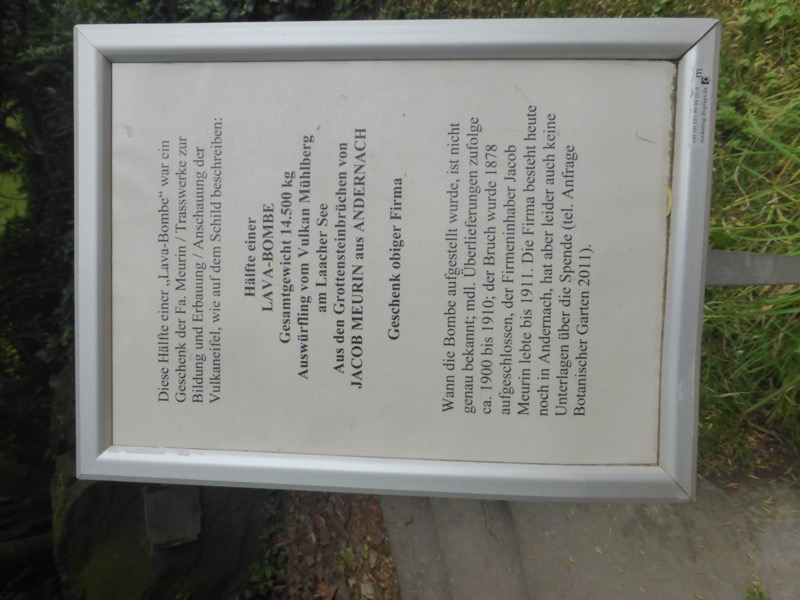 Diese Hälfte einer „Lava-Bombe“ war ein
Geschenk der Fa. Meurin / Trasswerke zur
Bildung und Erbauung / Anschauung der
Vulkaneifel, wie auf dem Schild beschreiben:
Hälfte einer
LAVA-BOMBE
Gesamtgewicht 14.500 kg
Auswürfling vom Vulkan Mühlberg
am Laacher See
Aus den Grottensteinbrüchen von
JACOB MEURIN aus ANDERNACH
Geschenk obiger Firma
Wann die Bombe aufgestellt wurde, ist nicht
genau bekannt; mdl. Überlieferungen zufolge
ca. 1900 bis 1910; der Bruch wurde 1878
aufgeschlossen, der Firmeninhaber Jacob
Meurin lebte bis 1911. Die Firma besteht heute
noch in Andernach, hat aber leider auch keine
Unterlagen über die Spende (tel. Anfrage
Botanischer Garten 2011).